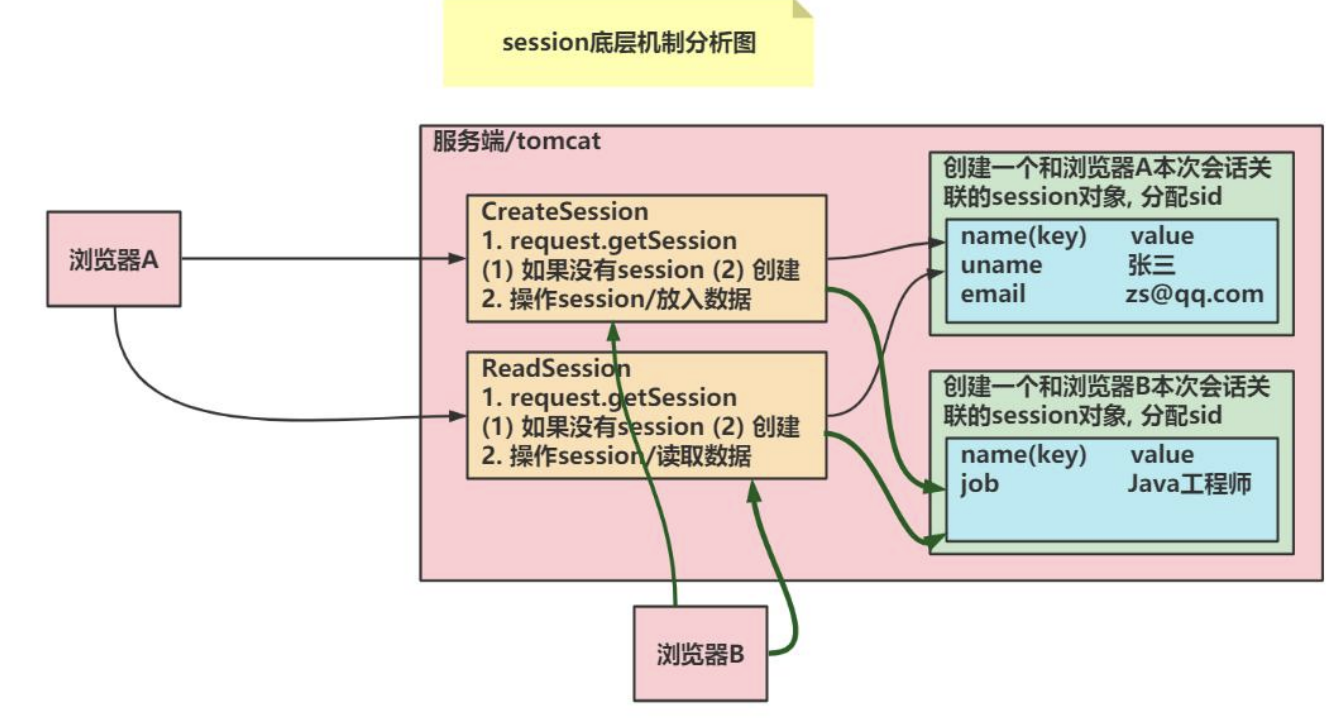 session底层机制分析图
服务端/tomcat
浏览器A
CreateSession
1. request.getSession
(1) 如果没有session (2) 创建
2. 操作session/放入数据
ReadSession
1. request.getSession
(1) 如果没有session (2) 创建
2. 操作session/读取数据
创建一个和浏览器A本次会话关
联的session对象, 分配sid
name(key) value
uname 张三
email zs@qq.com
创建一个和浏览器B本次会话关
联的session对象, 分配sid
name(key) value
job Java工程师
浏览器B